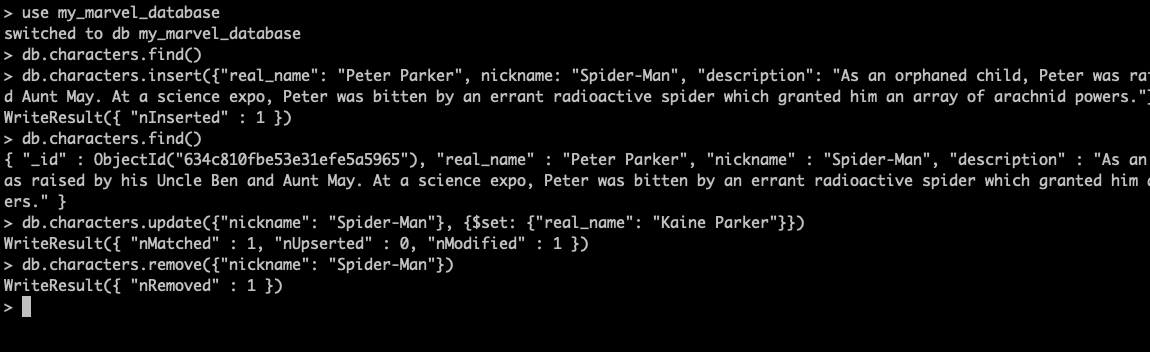 > use my_marvel_database
switched to db my_marvel_database
> db.characters.find()
> db.characters.insert({"real_name": "Peter Parker", nickname: "Spider-Man", "description": "As an orphaned child, Peter was rai
d Aunt May. At a science expo, Peter was bitten by an errant radioactive spider which granted him an array of arachnid powers."}
WriteResult({ "nInserted" : 1 })
> db.characters.find()
{ "_id" : ObjectId("634c810fbe53e31efe5a5965"), "real_name" : "Peter Parker", "nickname" : "Spider-Man", "description" : "As an
as raised by his Uncle Ben and Aunt May. At a science expo, Peter was bitten by an errant radioactive spider which granted him
ers." }
> db.characters.update({"nickname": "Spider-Man"}, {$set: {"real_name": "Kaine Parker"}})
WriteResult({ "nMatched" : 1, "nUpserted" : 0, "nModified" : 1 })
> db.characters.remove({"nickname": "Spider-Man"})
WriteResult({ "nRemoved" : 1 })
>